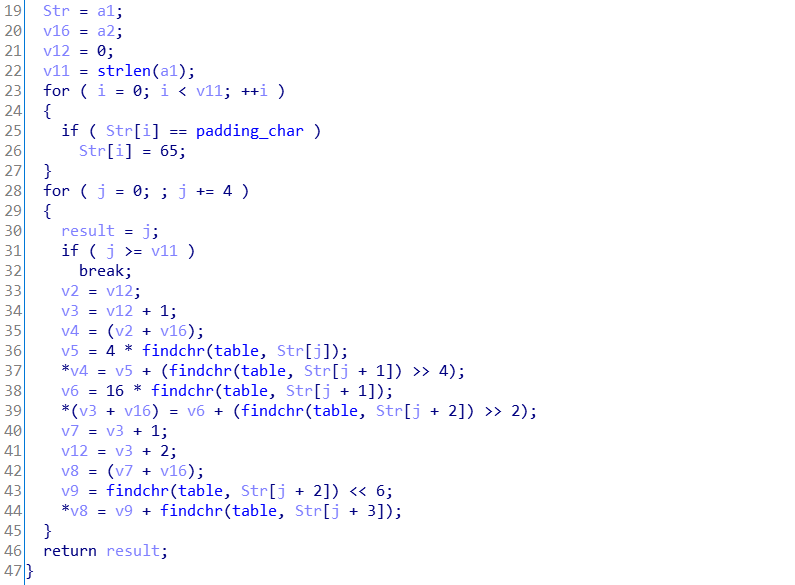 19 Str = a1;
20 v16 = a2;
21 v12 = 0;
22 v11 = strlen(a1);
23 for ( i = 0; i < v11; ++i )
24 {
25 if ( Str[i] == padding_char )
26 Str[i] = 65;
27 }
28 for ( j = 0; ; j += 4 )
29 {
30 result = j;
31 if ( j >= v11 )
32 break;
33 v2 = v12;
34 v3 = v12 + 1;
35 v4 = (v2 + v16);
36 v5 = 4 * findchr(table, Str[j]);
37 *v4 = v5 + (findchr(table, Str[j + 1]) >> 4);
38 v6 = 16 * findchr(table, Str[j + 1]);
39 *(v3 + v16) = v6 + (findchr(table, Str[j + 2]) >> 2);
40 v7 = v3 + 1;
41 v12 = v3 + 2;
42 v8 = (v7 + v16);
43 v9 = findchr(table, Str[j + 2]) << 6;
44 *v8 = v9 + findchr(table, Str[j + 3]);
45 }
46 return result;
47 }